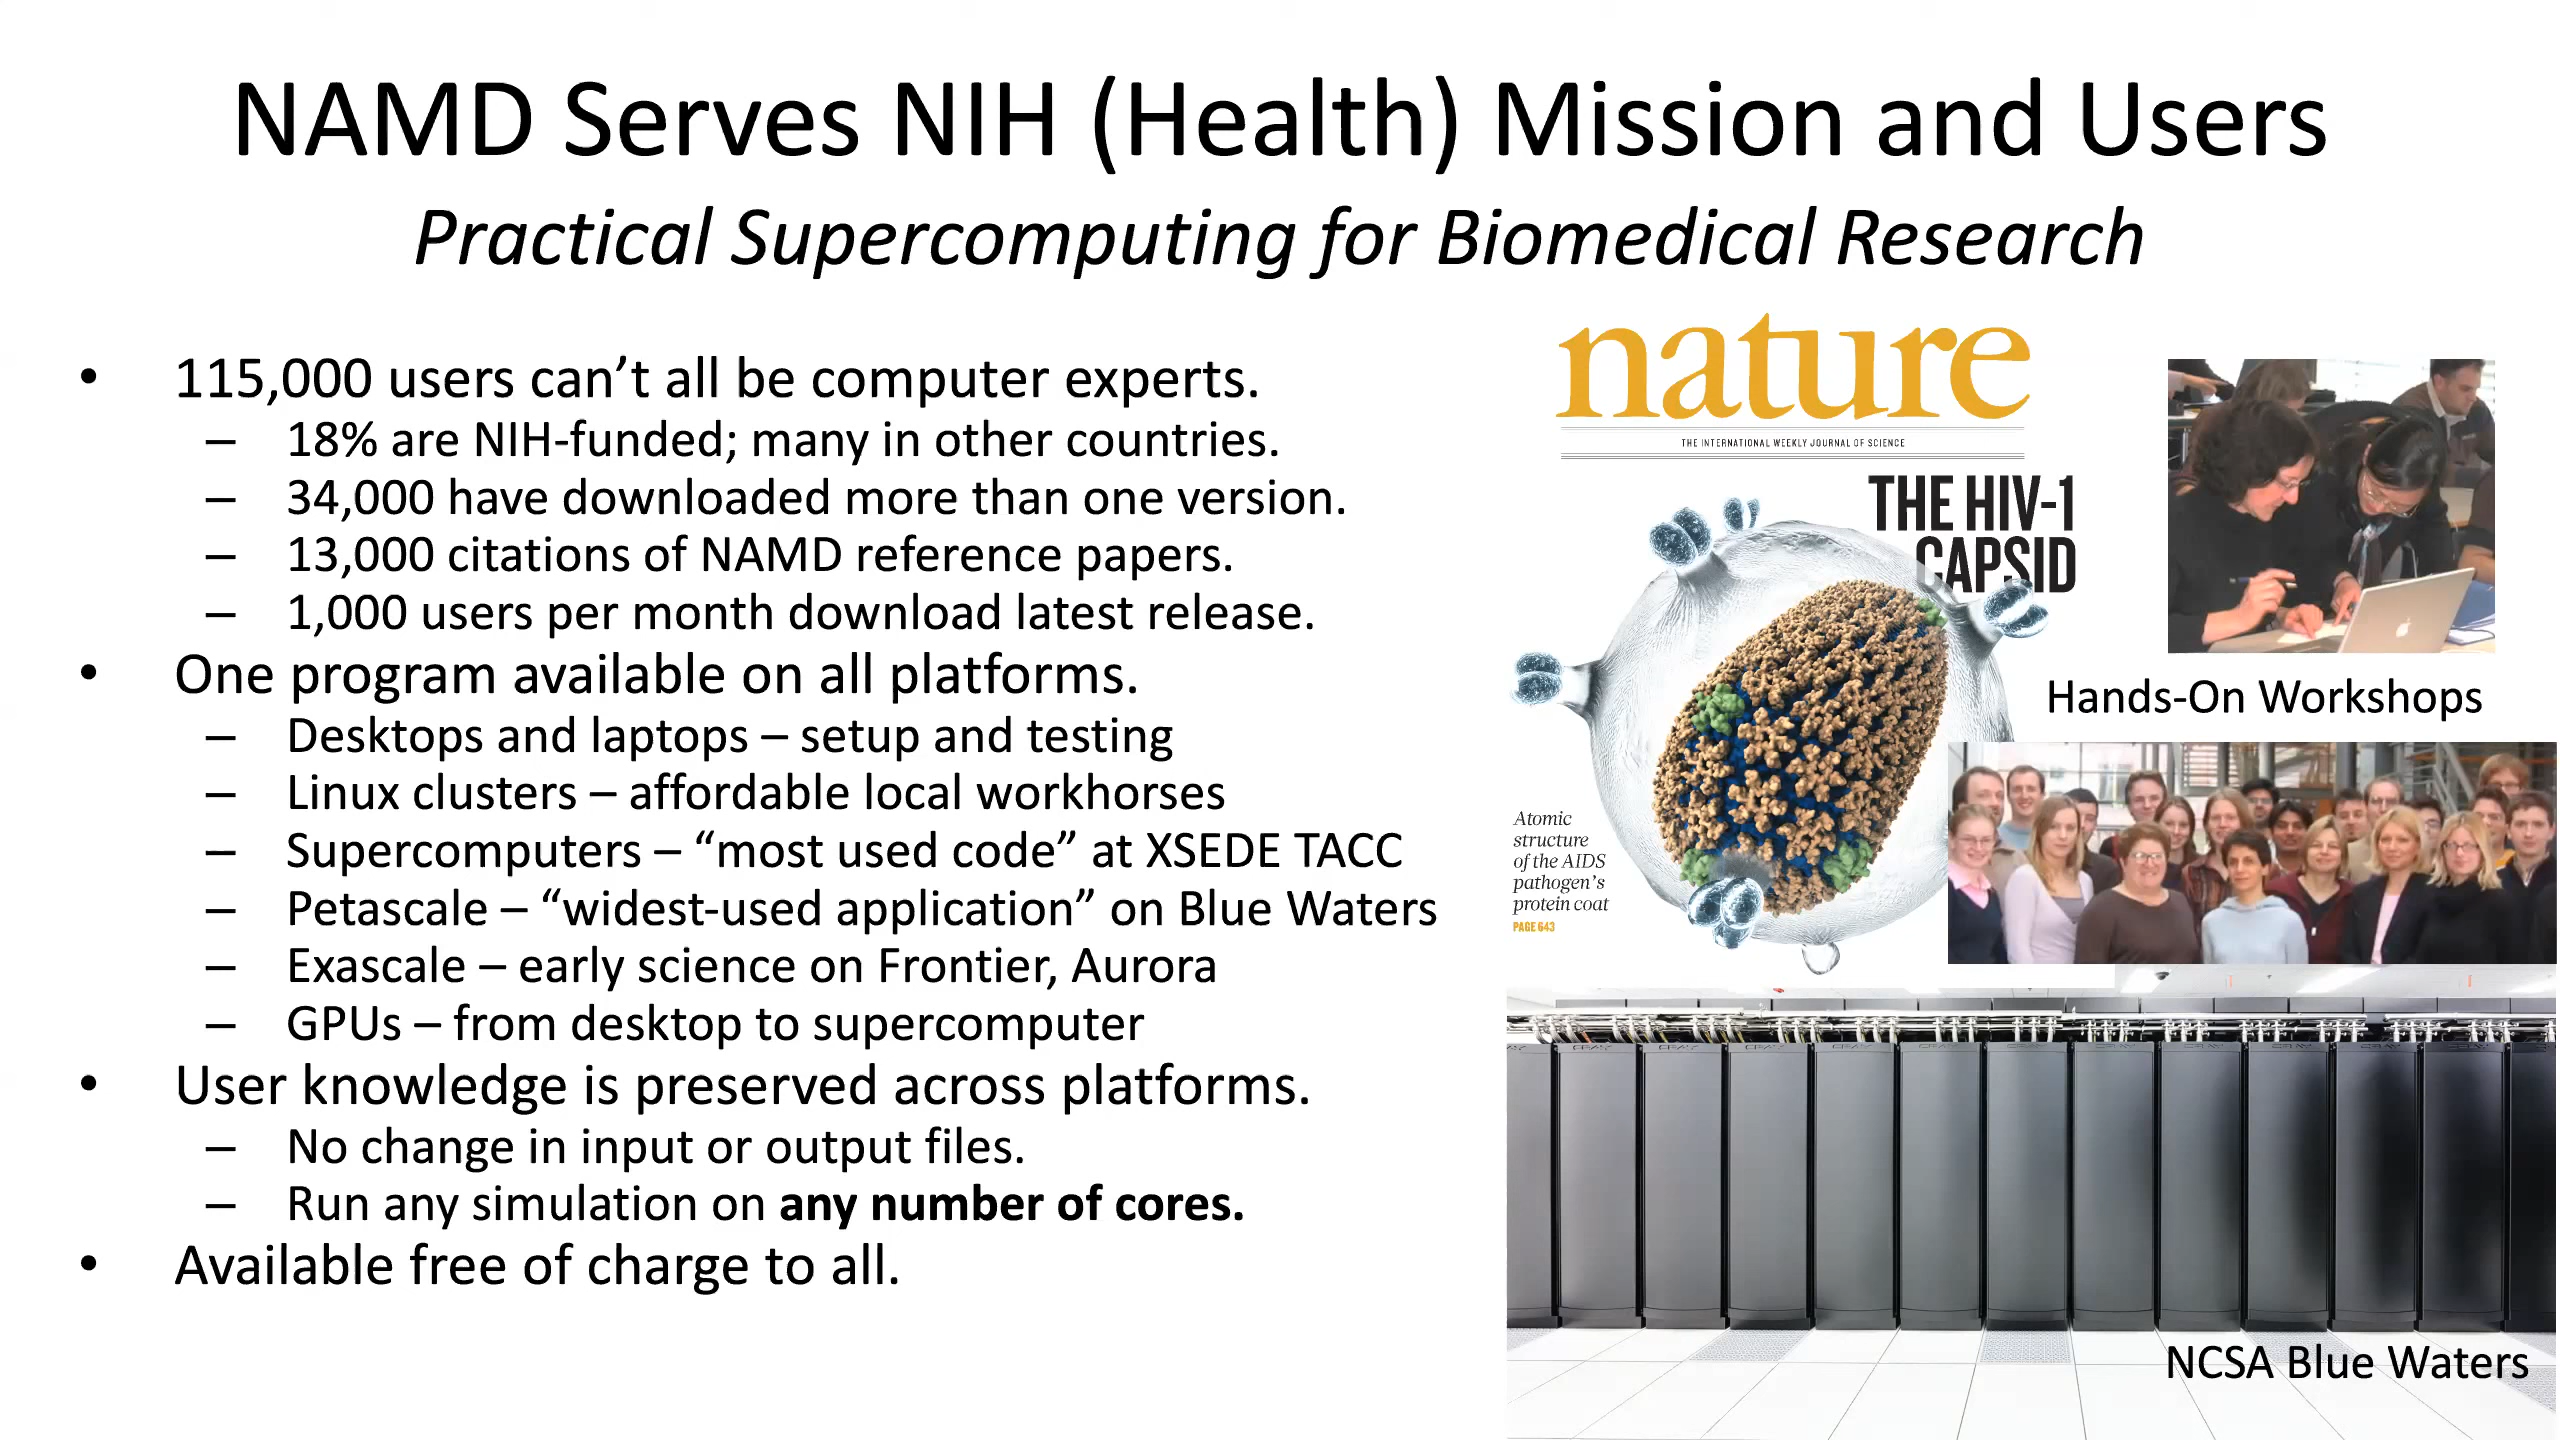 NAMD Serves NIH (Health) Mission and Users
Practical Supercomputing for Biomedical Research
• 115,000 users can’t all be computer experts.
– 18% are NIH-funded; many in other countries.
– 34,000 have downloaded more than one version.
– 13,000 citations of NAMD reference papers.
– 1,000 users per month download latest release.
• One program available on all platforms.
– Desktops and laptops – setup and testing
– Linux clusters – affordable local workhorses
– Supercomputers – “most used code” at XSEDE TACC
– Petascale – “widest-used application” on Blue Waters
– Exascale – early science on Frontier, Aurora
– GPUs – from desktop to supercomputer
• User knowledge is preserved across platforms.
– No change in input or output files.
– Run any simulation on any number of cores.
• Available free of charge to all.
nature
THE INTERNATIONAL WEEKLY JOURNAL OF SCIENCE
THE HIV-1
CAPSID
Atomic
structure
of the AIDS
pathogen’s
protein coat
PAGE 643
Hands-On Workshops
NCSA Blue Waters